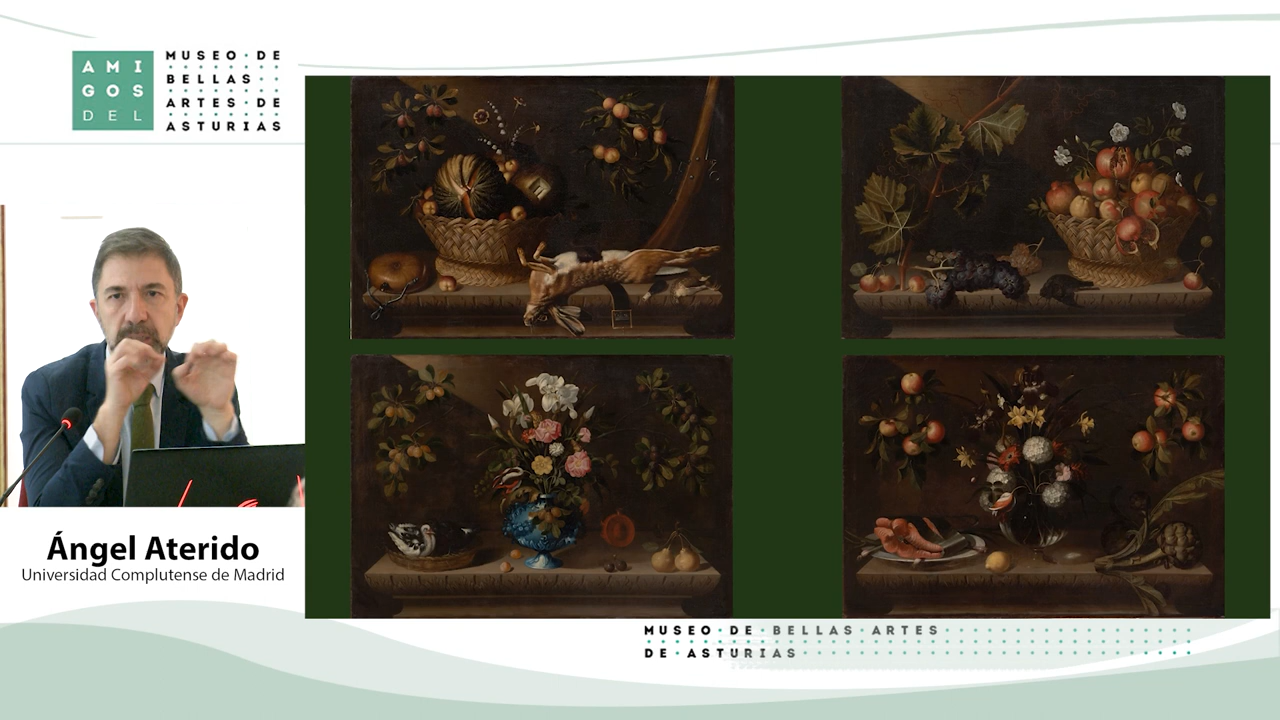 AMI
GOS
DEL
MUSEO·DE
BELLAS
ARTES·DE
ASTURIAS
Ángel Aterido
Universidad Complutense de Madrid
MUSEO·DE·BELLAS·ARTES
DE·ASTURIAS